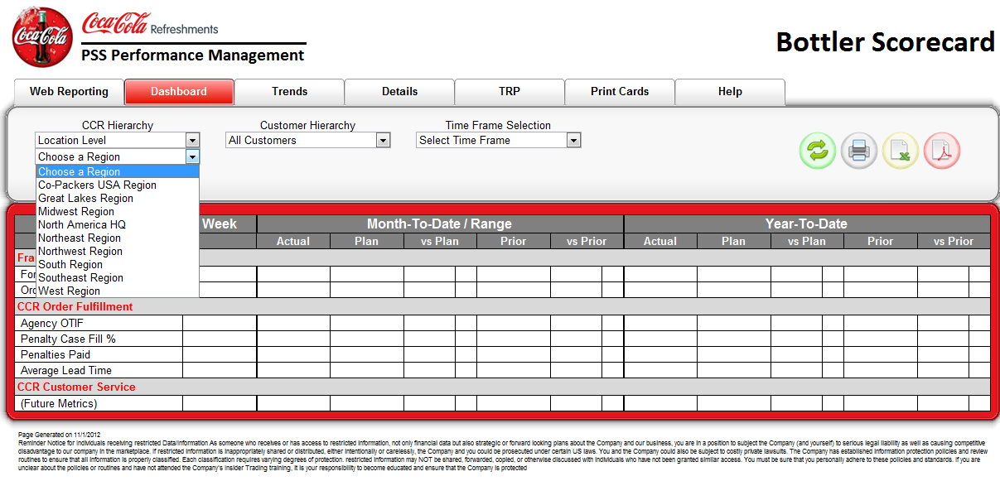 Coca-Cola
Coca-Cola Refreshments
PSS Performance Management
Bottler Scorecard
Web Reporting Dashboard Trends Details TRP Print Cards Help
CCR Hierarchy Customer Hierarchy Time Frame Selection
Location Level All Customers Select Time Frame
Choose a Region
Choose a Region
Co-Packers USA Region
Great Lakes Region
Midwest Region
North America HQ
Northeast Region
Northwest Region
South Region
Southeast Region
West Region
Week Month-To-Date / Range Year-To-Date
Actual Plan vs Plan Prior vs Prior Actual Plan vs Plan Prior vs Prior
Fra
For
Ord
CCR Order Fulfillment
Agency OTIF
Penalty Case Fill %
Penalties Paid
Average Lead Time
CCR Customer Service
(Future Metrics)
Page Generated on 11/1/2012
Reminder Notice for Individuals receiving restricted Data/Information As someone who receives or has access to restricted information, not only financial data but also strategic or forward looking plans about the Company and our business, you are in a position to subject the Company (and yourself) to serious legal liability as well as causing competitive
disadvantage to our company in the marketplace. If restricted information is inappropriately shared or distributed, either intentionally or carelessly, the Company and you could be prosecuted under certain US laws. You and the Company could also be subject to costly private lawsuits. The Company has established information protection policies and review
routines to ensure that all information is properly classified. Each classification requires varying degrees of protection. restricted information may NOT be shared, forwarded, copied, or otherwise discussed with individuals who have not been granted similar access. You must be sure that you personally adhere to these policies and standards. If you are
unclear about the policies or routines and have not attended the Company's Insider Trading training, it is your responsibility to become educated and ensure that the Company is protected